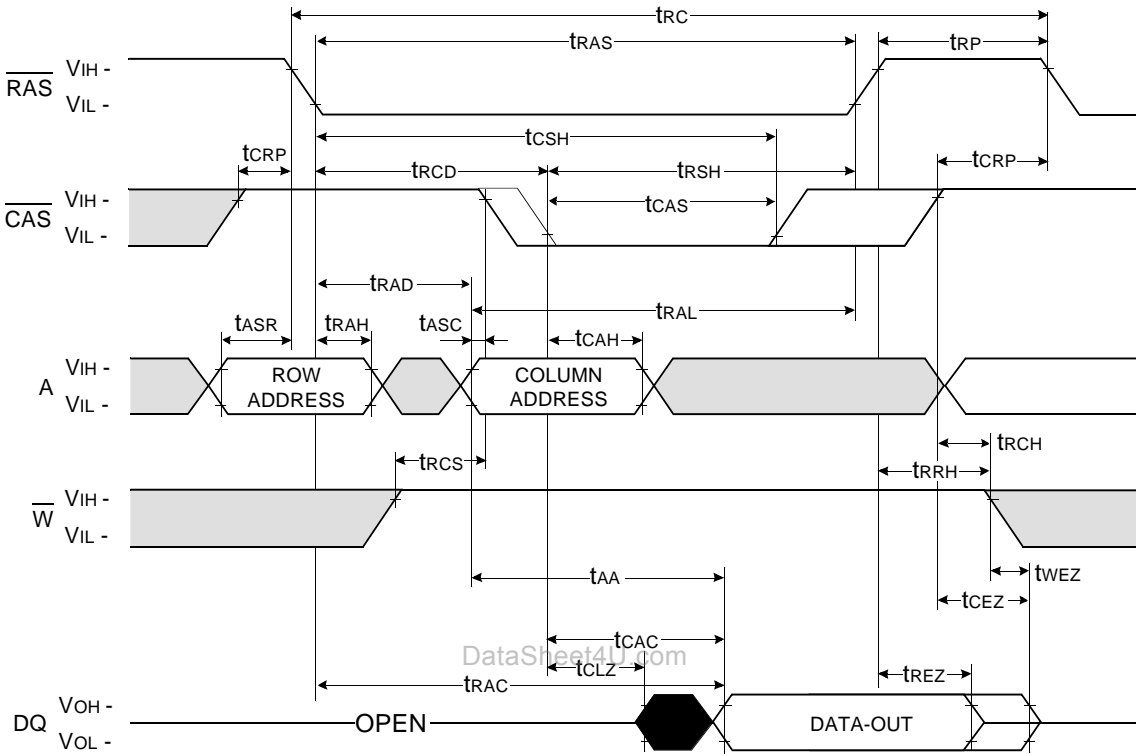 tRC
tRAS
tRP
RAS
VIH -
VIL -
tCSH
tCRP
tRCD
tRSH
tCRP
CAS
VIH -
VIL -
tCAS
tRAD
tRAL
tASR
tRAH
tASC
tCAH
A
VIH -
VIL -
ROW
ADDRESS
COLUMN
ADDRESS
tRCS
tRCH
tRRH
W
VIH -
VIL -
tAA
tWEZ
tCEZ
tCAC
DataSheet4U.com
tCLZ
tRAC
tREZ
DQ
VOH -
VOL -
OPEN
DATA-OUT